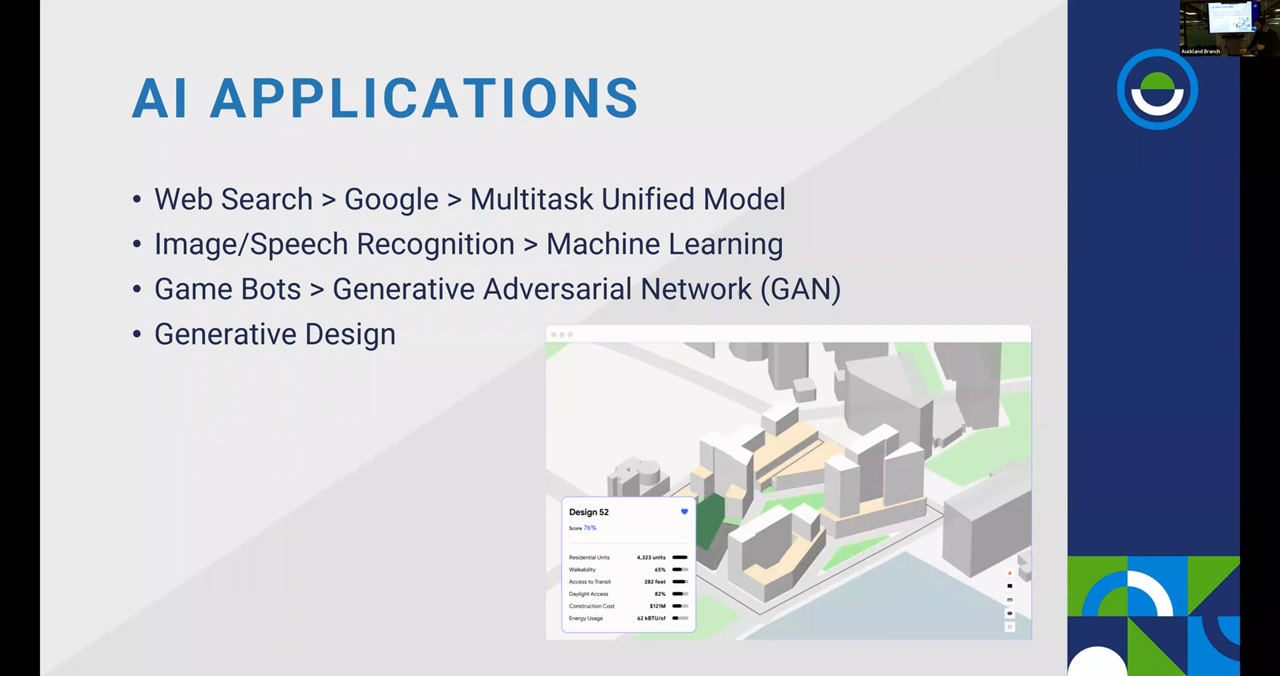 Auckland Branch
AI APPLICATIONS
• Web Search > Google > Multitask Unified Model
• Image/Speech Recognition > Machine Learning
• Game Bots > Generative Adversarial Network (GAN)
• Generative Design
Design 52
Score 76%
Residential Units 4,323 units
Walkability 65%
Access to Transit 282 feet
Daylight Access 82%
Construction Cost $121M
Energy Usage 62 kBTU/sf